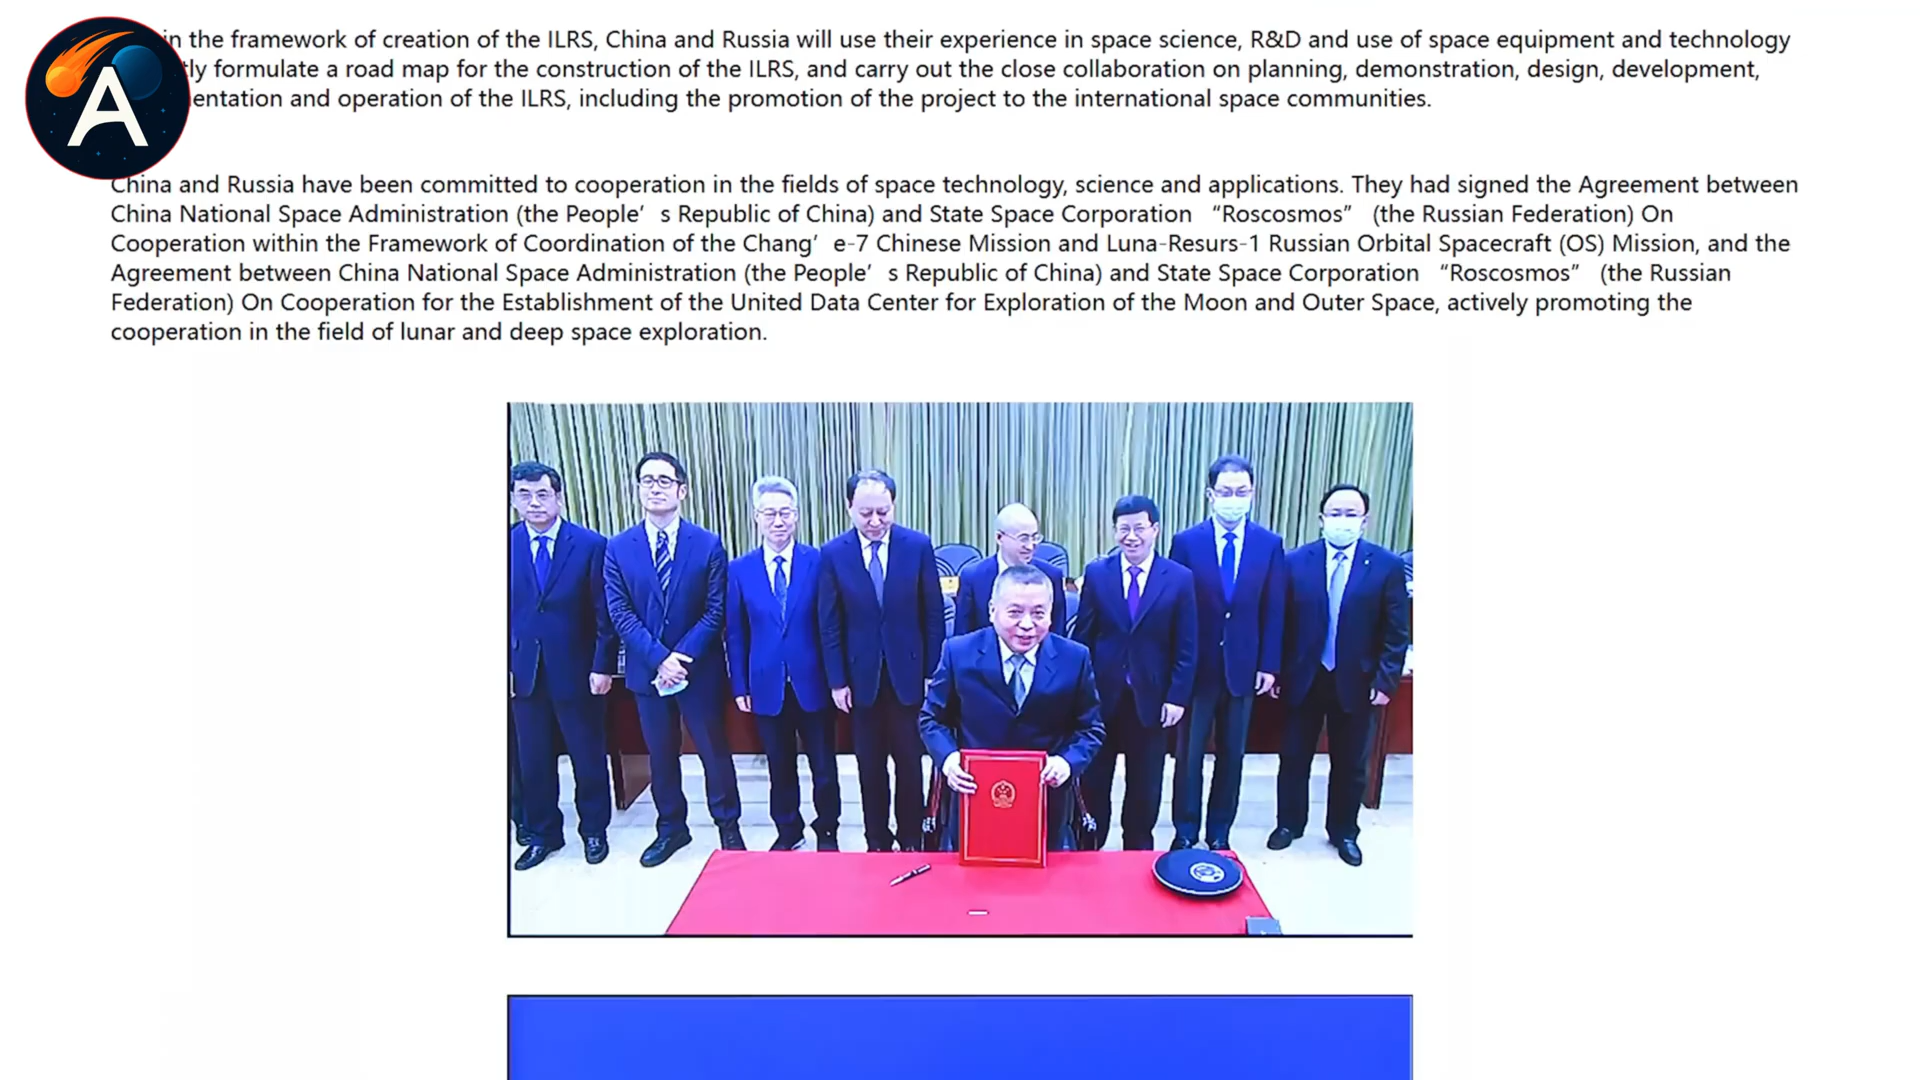 A
in the framework of creation of the ILRS, China and Russia will use their experience in space science, R&D and use of space equipment and technology
formulate a road map for the construction of the ILRS, and carry out the close collaboration on planning, demonstration, design, development,
and operation of the ILRS, including the promotion of the project to the international space communities.
China and Russia have been committed to cooperation in the fields of space technology, science and applications. They had signed the Agreement between
China National Space Administration (the People’ s Republic of China) and State Space Corporation “Roscosmos” (the Russian Federation) On
Cooperation within the Framework of Coordination of the Chang’ e-7 Chinese Mission and Luna-Resurs-1 Russian Orbital Spacecraft (OS) Mission, and the
Agreement between China National Space Administration (the People’ s Republic of China) and State Space Corporation “Roscosmos” (the Russian
Federation) On Cooperation for the Establishment of the United Data Center for Exploration of the Moon and Outer Space, actively promoting the
cooperation in the field of lunar and deep space exploration.